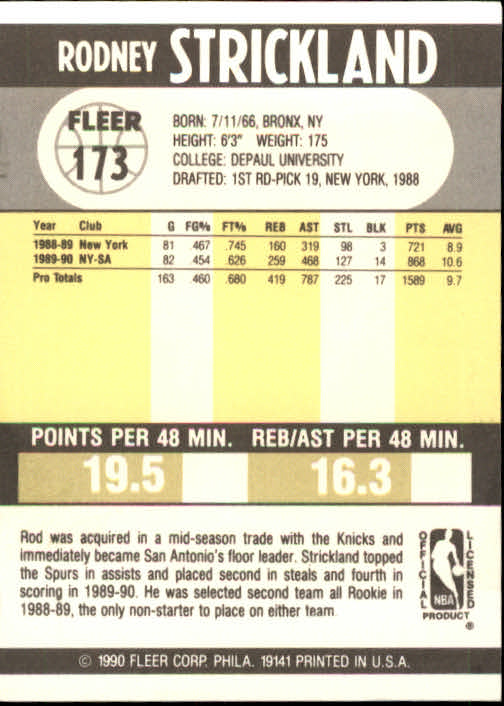 RODNEY STRICKLAND
FLEER
173
BORN: 7/11/66, BRONX, NY
HEIGHT: 6'3" WEIGHT: 175
COLLEGE: DEPAUL UNIVERSITY
DRAFTED: 1ST RD-PICK 19, NEW YORK, 1988
Year Club G FG% FT% REB AST STL BLK PTS AVG
1988-89 New York 81 .467 .745 160 319 98 3 721 8.9
1989-90 NY-SA 82 .454 .626 259 468 127 14 868 10.6
Pro Totals 163 .460 .680 419 787 225 17 1589 9.7
POINTS PER 48 MIN. REB/AST PER 48 MIN.
19.5 16.3
Rod was acquired in a mid-season trade with the Knicks and
immediately became San Antonio's floor leader. Strickland topped
the Spurs in assists and placed second in steals and fourth in
scoring in 1989-90. He was selected second team all Rookie in
1988-89, the only non-starter to place on either team.
OFFICIAL LICENSED
NBA
PRODUCT ®
© 1990 FLEER CORP. PHILA. 19141 PRINTED IN U.S.A.